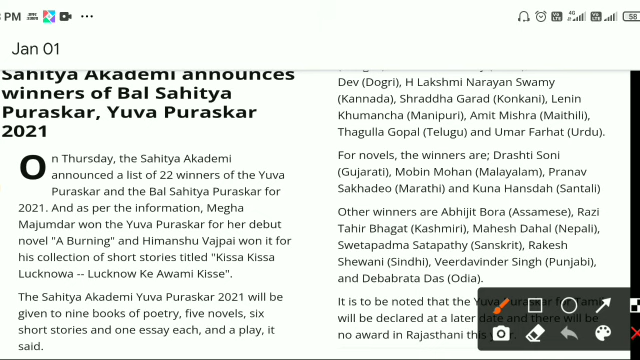 PM
4G
58
Jan 01
Sahitya Akademi announces
winners of Bal Sahitya
Puraskar, Yuva Puraskar
2021
On Thursday, the Sahitya Akademi
announced a list of 22 winners of the Yuva
Puraskar and the Bal Sahitya Puraskar for
2021. And as per the information, Megha
Majumdar won the Yuva Puraskar for her debut
novel "A Burning" and Himanshu Vajpai won it for
his collection of short stories titled "Kissa Kissa
Lucknowa -- Lucknow Ke Awami Kisse".
The Sahitya Akademi Yuva Puraskar 2021 will be
given to nine books of poetry, five novels, six
short stories and one essay each, and a play, it
said.
Dev (Dogri), H Lakshmi Narayan Swamy
(Kannada), Shraddha Garad (Konkani), Lenin
Khumancha (Manipuri), Amit Mishra (Maithili),
Thagulla Gopal (Telugu) and Umar Farhat (Urdu).
For novels, the winners are; Drashti Soni
(Gujarati), Mobin Mohan (Malayalam), Pranav
Sakhadeo (Marathi) and Kuna Hansdah (Santali)
Other winners are Abhijit Bora (Assamese), Razi
Tahir Bhagat (Kashmiri), Mahesh Dahal (Nepali),
Swetapadma Satapathy (Sanskrit), Rakesh
Shewani (Sindhi), Veerdavinder Singh (Punjabi),
and Debabrata Das (Odia).
It is to be noted that the Yuva Puraskar for Tamil
will be declared at a later date and there will be
no award in Rajasthani this year.